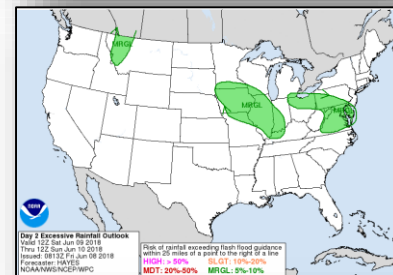 MRGL
MRGL
noaa
Day 2 Excessive Rainfall Outlook
Valid 12Z Sat Jun 09 2018
Thru 12Z Sun Jun 10 2018
Issued: 0813Z Fri Jun 08 2018
Forecaster: HAYES
NOAA/NWS/NCEP/WPC
Risk of rainfall exceeding flash flood guidance
within 25 miles of a point to the right of a line
HIGH: > 50% SLGT: 10%-20%
MDT: 20%-50% MRGL: 5%-10%